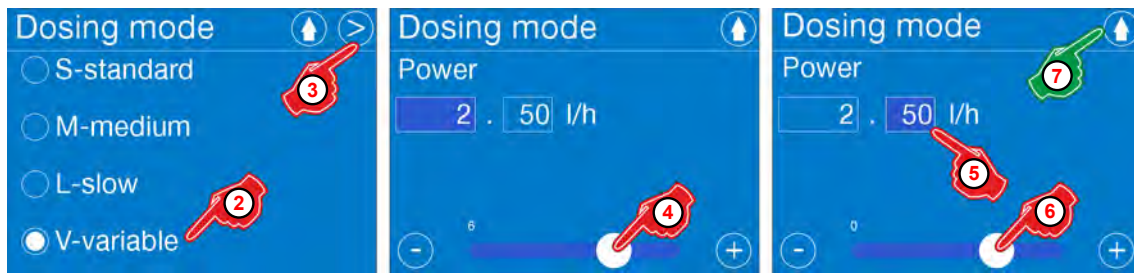 Dosing mode >
S-standard
3
M-medium
L-slow
2
V-variable
Dosing mode
Power
2 . 50 l/h
4
6
- +
Dosing mode
7
Power
2 . 50 l/h
5
6
0
- +